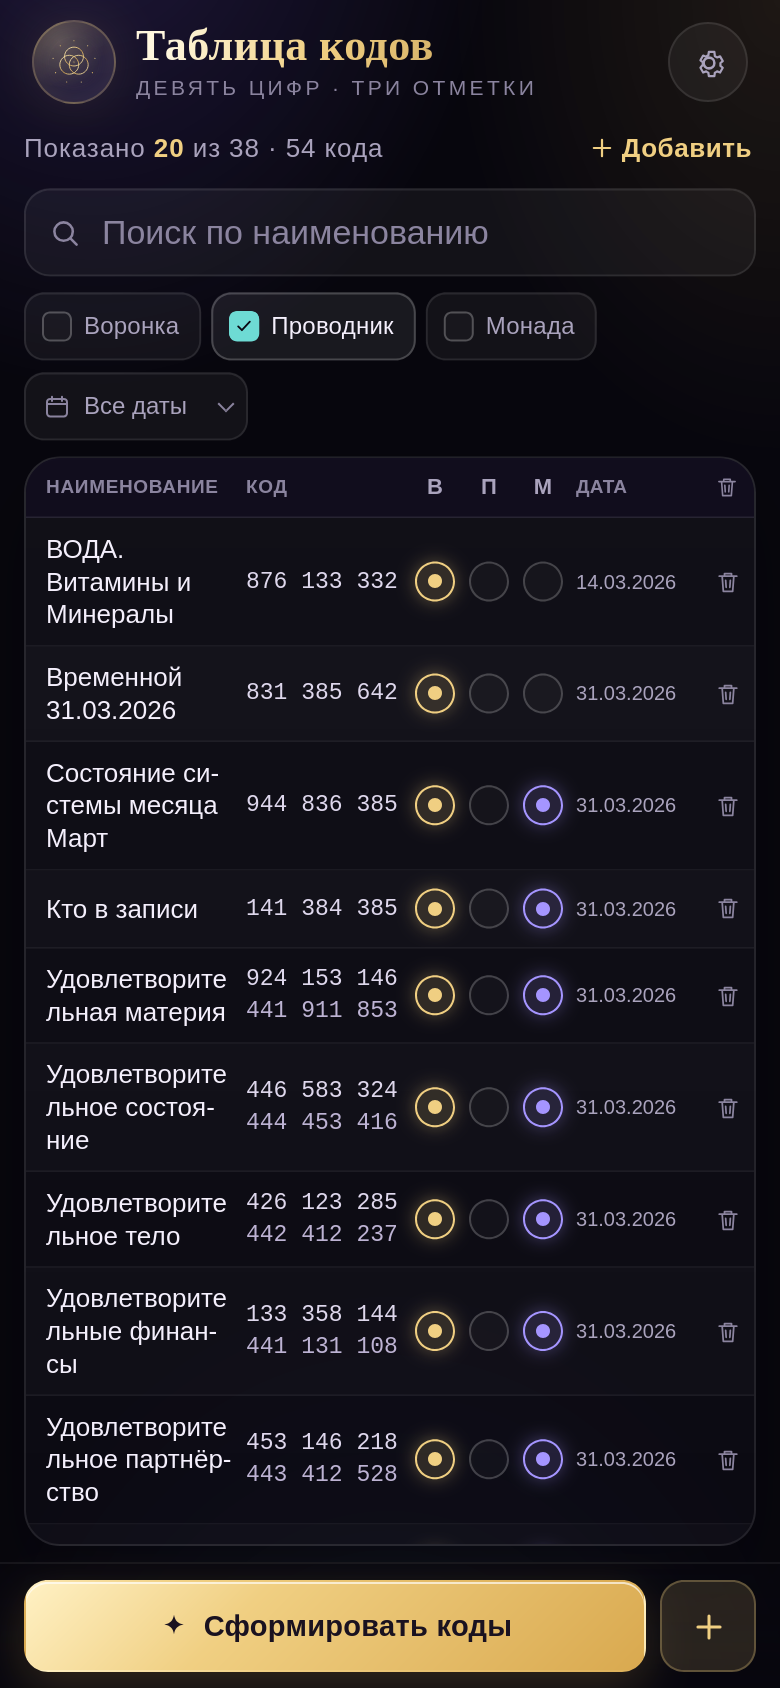 Таблица кодов
ДЕВЯТЬ ЦИФР · ТРИ ОТМЕТКИ
Показано 20 из 38 · 54 кода
+ Добавить
Поиск по наименованию
Воронка
Проводник
Монада
Все даты
НАИМЕНОВАНИЕ КОД В П М ДАТА
ВОДА.
Витамины и
Минералы
876 133 332
14.03.2026
Временной
31.03.2026
831 385 642
31.03.2026
Состояние си-
стемы месяца
Март
944 836 385
31.03.2026
Кто в записи
141 384 385
31.03.2026
Удовлетворите
льная материя
924 153 146
441 911 853
31.03.2026
Удовлетворите
льное состоя-
ние
446 583 324
444 453 416
31.03.2026
Удовлетворите
льное тело
426 123 285
442 412 237
31.03.2026
Удовлетворите
льные финан-
сы
133 358 144
441 131 108
31.03.2026
Удовлетворите
льное партнёр-
ство
453 146 218
443 412 528
31.03.2026
Сформировать коды